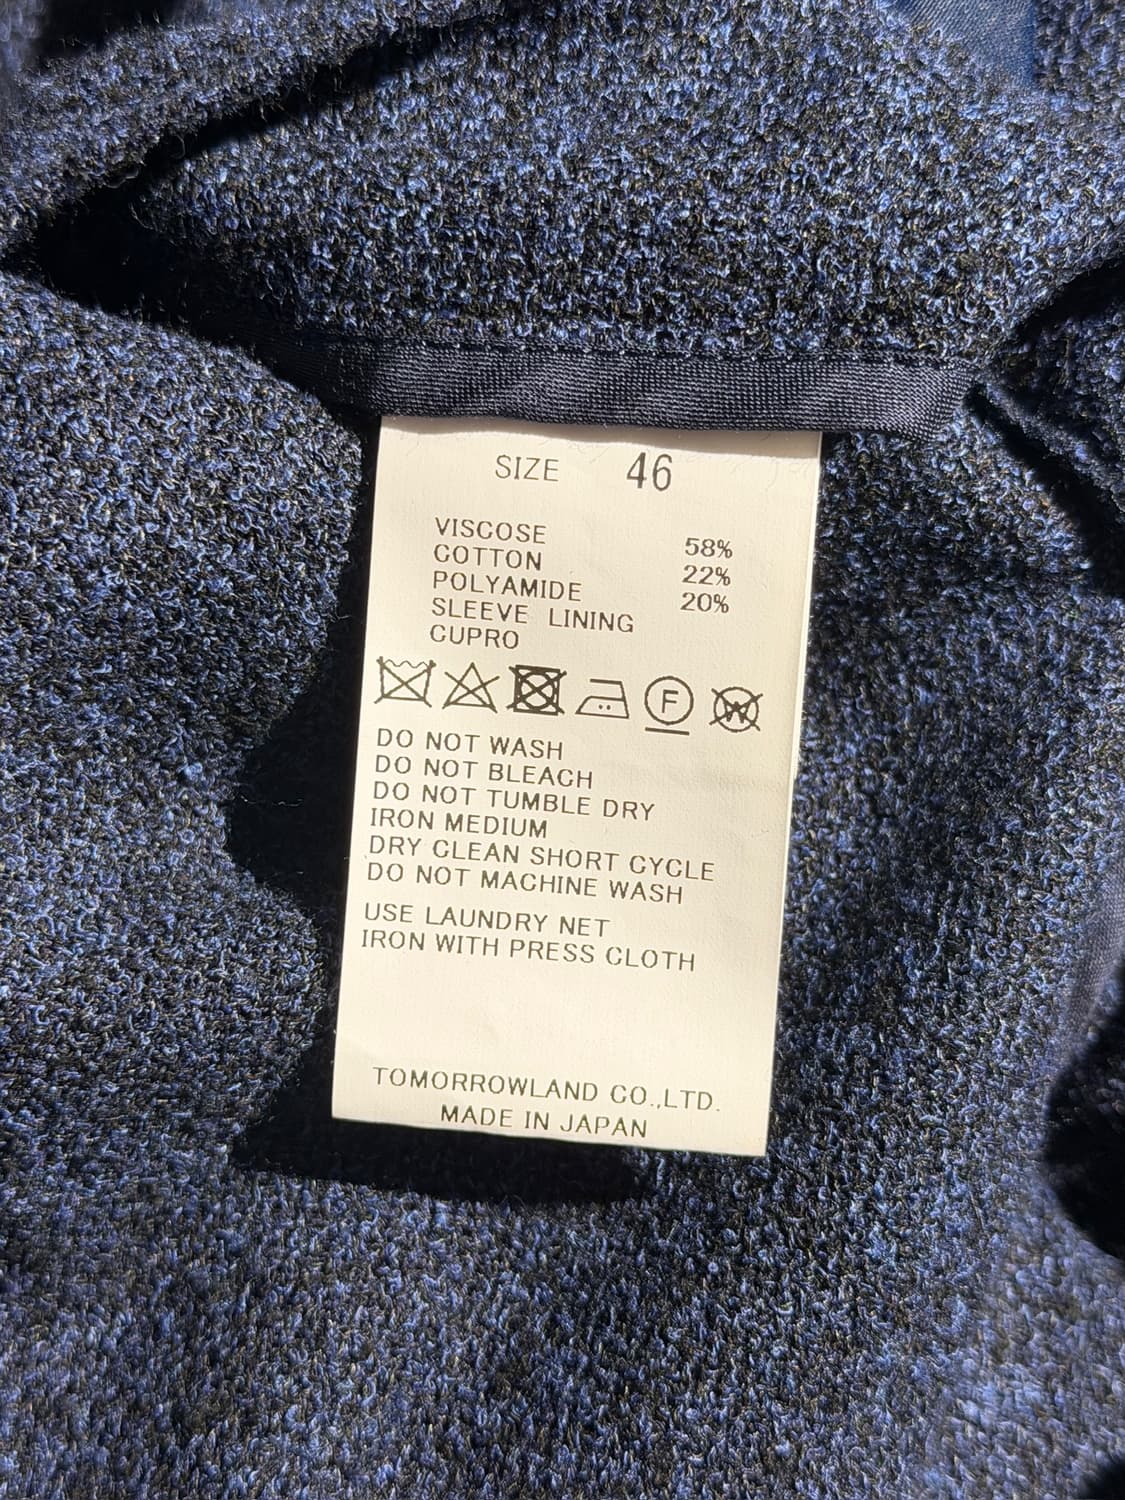 SIZE 46
VISCOSE 58%
COTTON 22%
POLYAMIDE 20%
SLEEVE LINING
CUPRO
F W
DO NOT WASH
DO NOT BLEACH
DO NOT TUMBLE DRY
IRON MEDIUM
DRY CLEAN SHORT CYCLE
DO NOT MACHINE WASH
USE LAUNDRY NET
IRON WITH PRESS CLOTH
TOMORROWLAND CO.,LTD.
MADE IN JAPAN